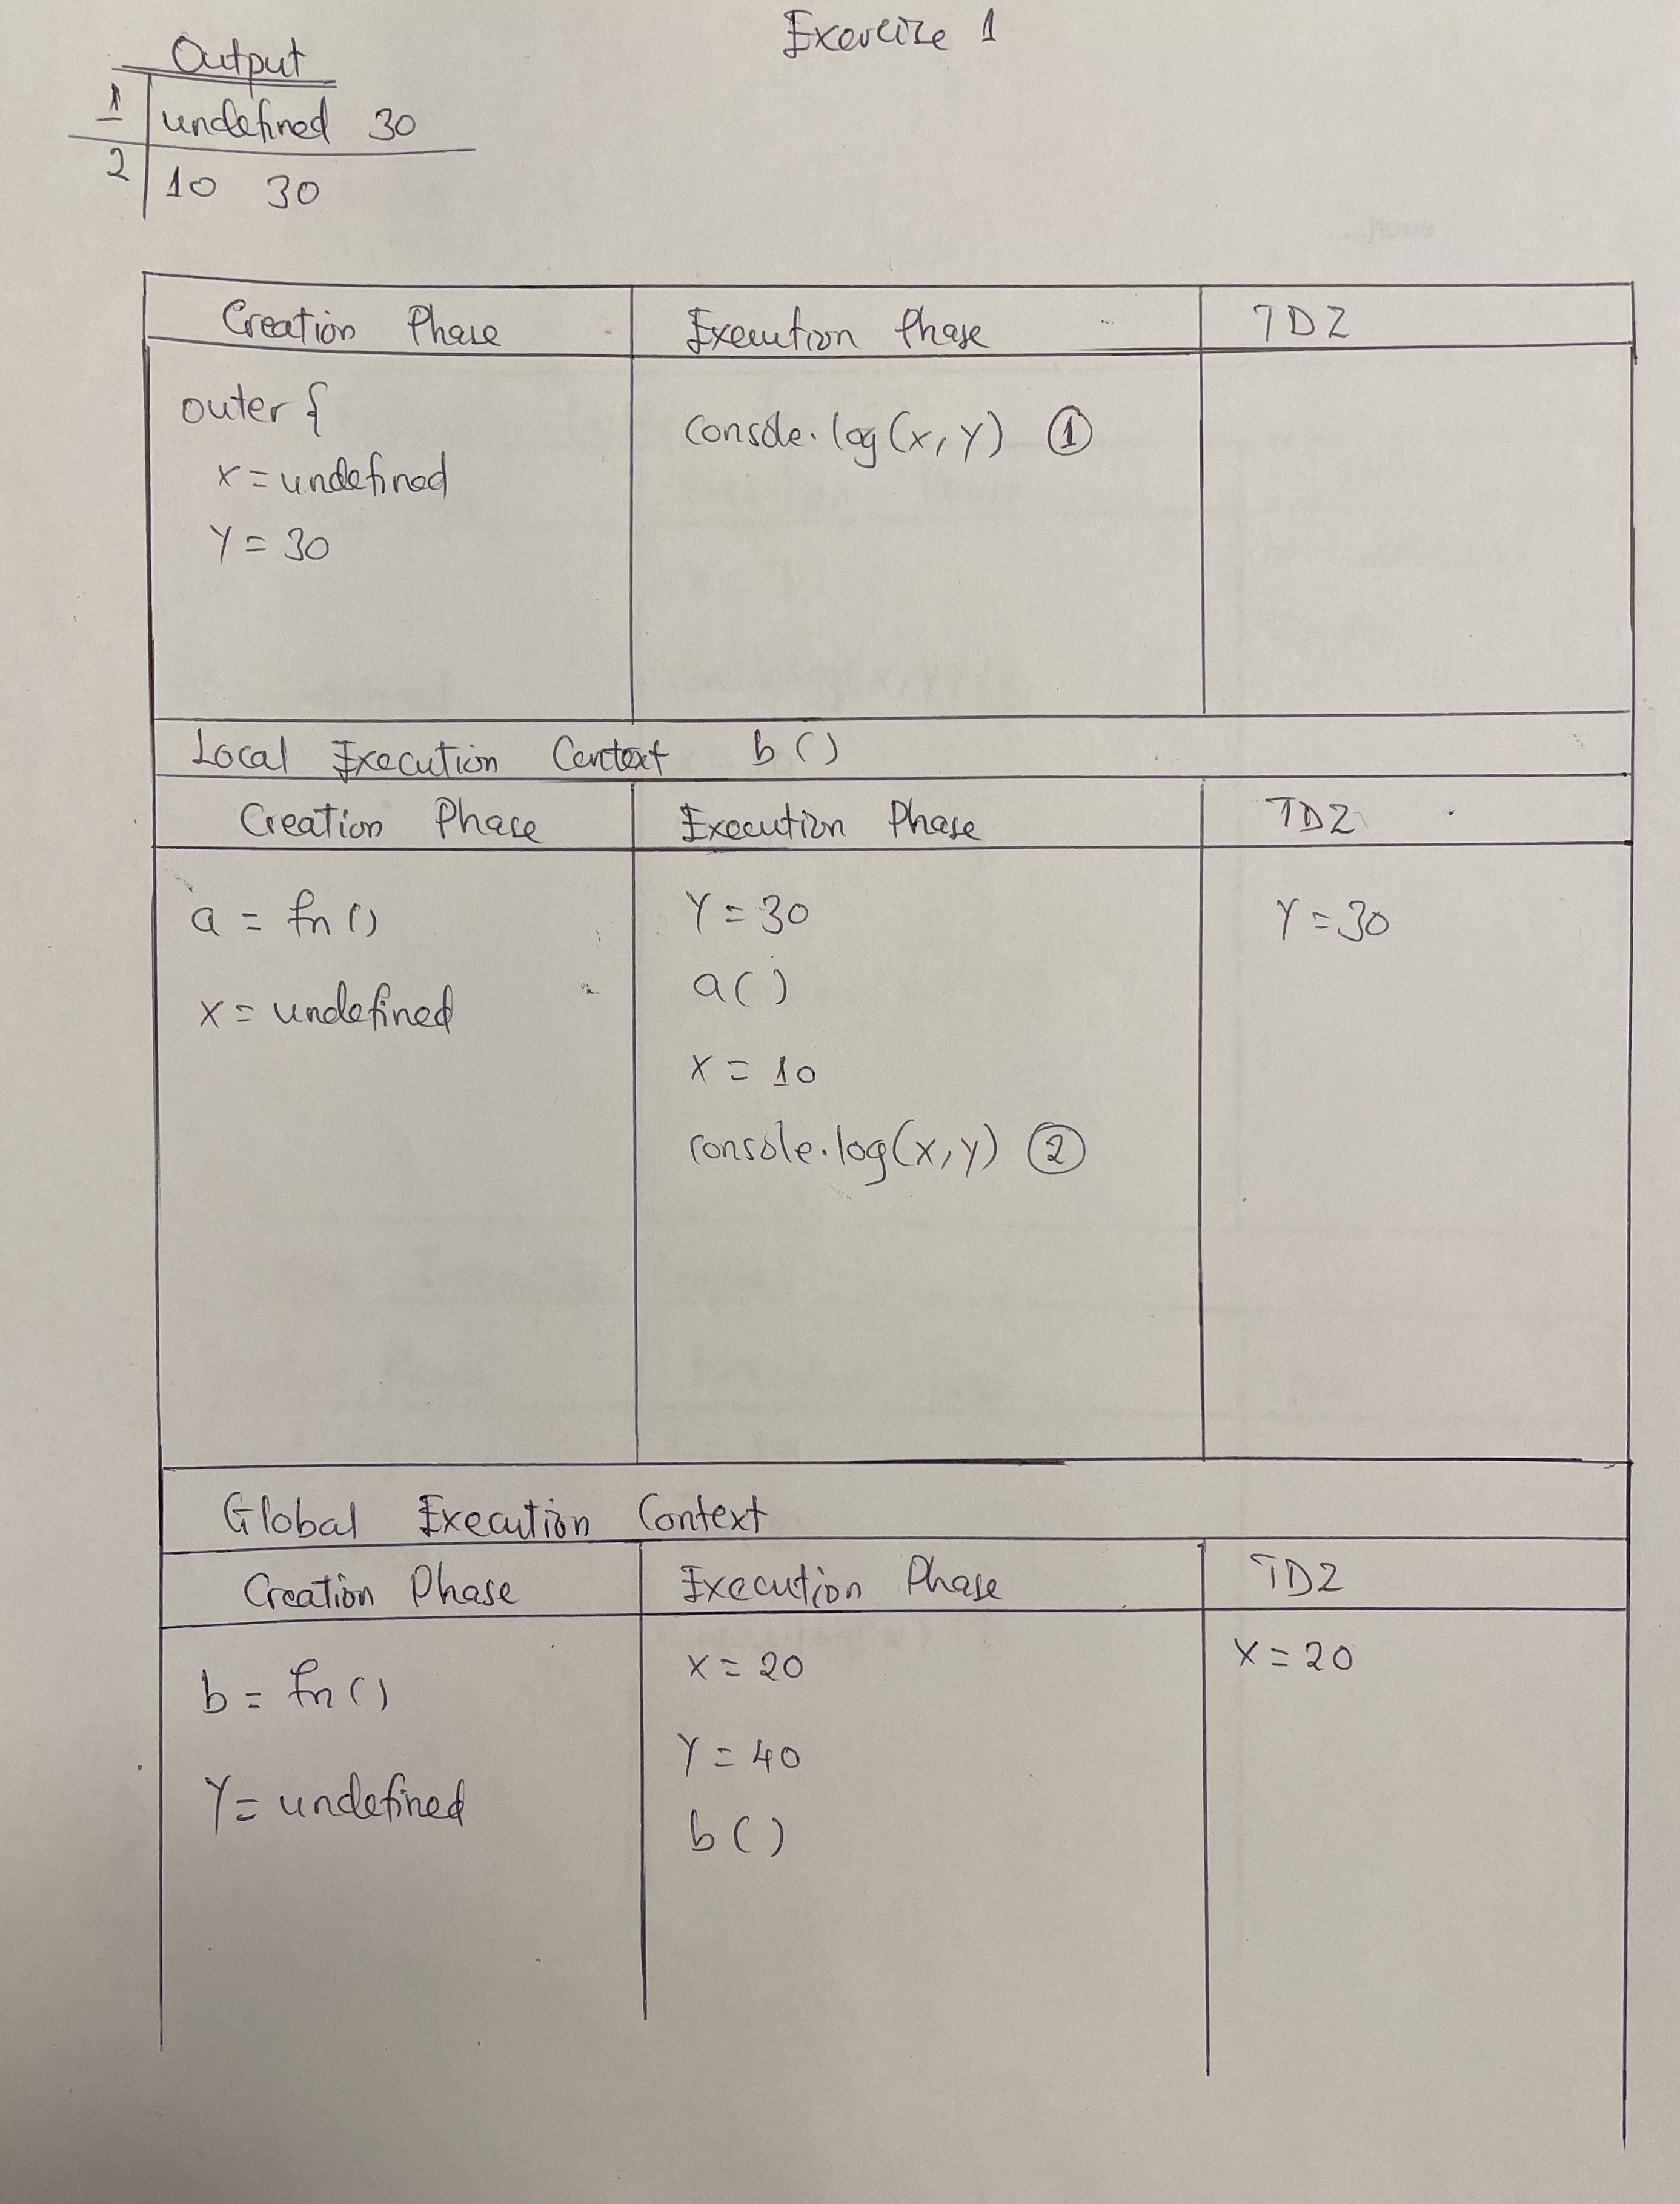 Exercise 1
Output
1 undefined 30
2 10 30
Creation Phase Execution Phase TDZ
outer {
x = undefined
y = 30
console.log(x, y) ①
Local Execution Context b ( )
Creation Phase Execution Phase TDZ
a = fn ()
x = undefined
y = 30
a ( )
x = 10
console.log(x, y) ②
y = 30
Global Execution Context
Creation Phase Execution Phase TDZ
b = fn ()
y = undefined
x = 20
y = 40
b ( )
x = 20